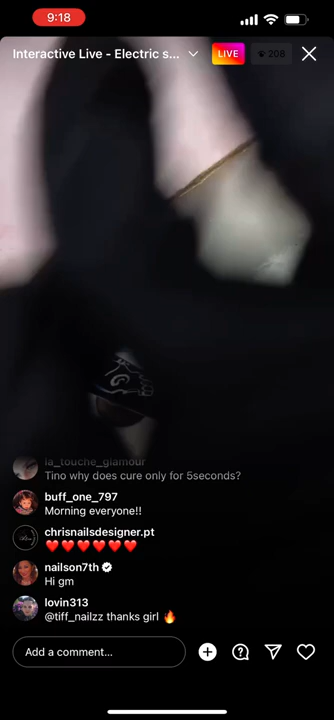 9:18
Interactive Live - Electric s...
LIVE
208
la_touche_glamour
Tino why does cure only for 5seconds?
buff_one_797
Morning everyone!!
chrisnailsdesigner.pt
❤️❤️❤️❤️❤️❤️
nailson7th
Hi gm
lovin313
@tiff_nailzz thanks girl 🔥
Add a comment...